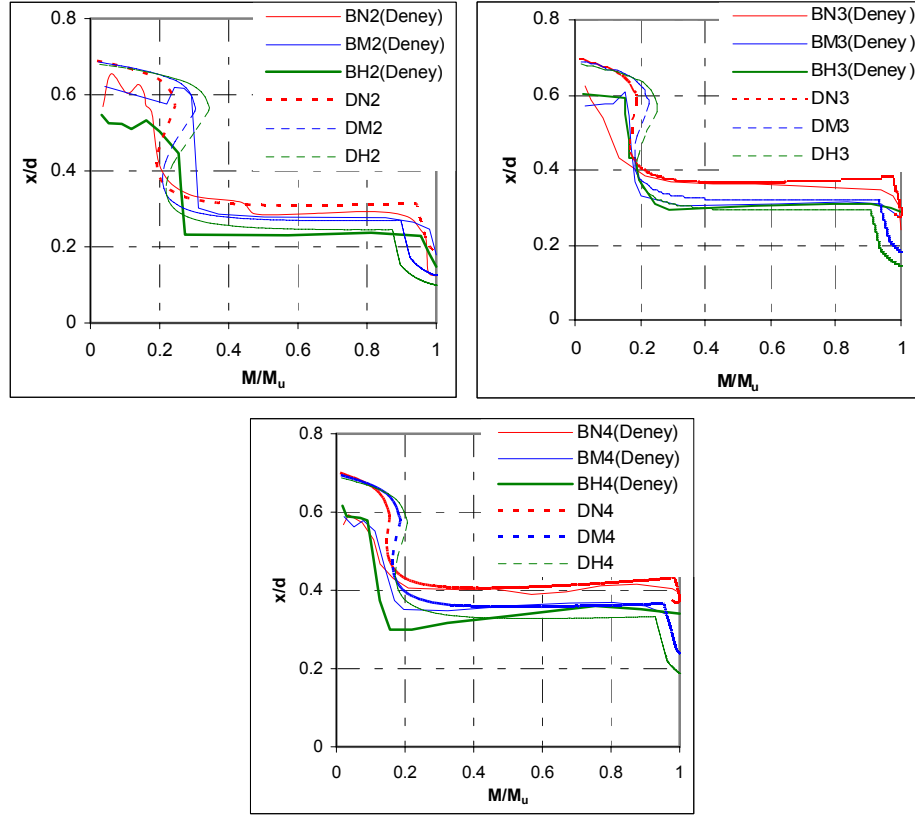 0.8
0.6
0.4
0.2
0
x/d
0
0.2
0.4
0.6
0.8
1
M/Mu
BN2(Deney)
BM2(Deney)
BH2(Deney)
DN2
DM2
DH2
0.8
0.6
0.4
0.2
0
x/d
0
0.2
0.4
0.6
0.8
1
M/Mu
BN3(Deney )
BM3(Deney )
BH3(Deney )
DN3
DM3
DH3
0.8
0.6
0.4
0.2
0
x/d
0
0.2
0.4
0.6
0.8
1
M/Mu
BN4(Deney)
BM4(Deney)
BH4(Deney)
DN4
DM4
DH4